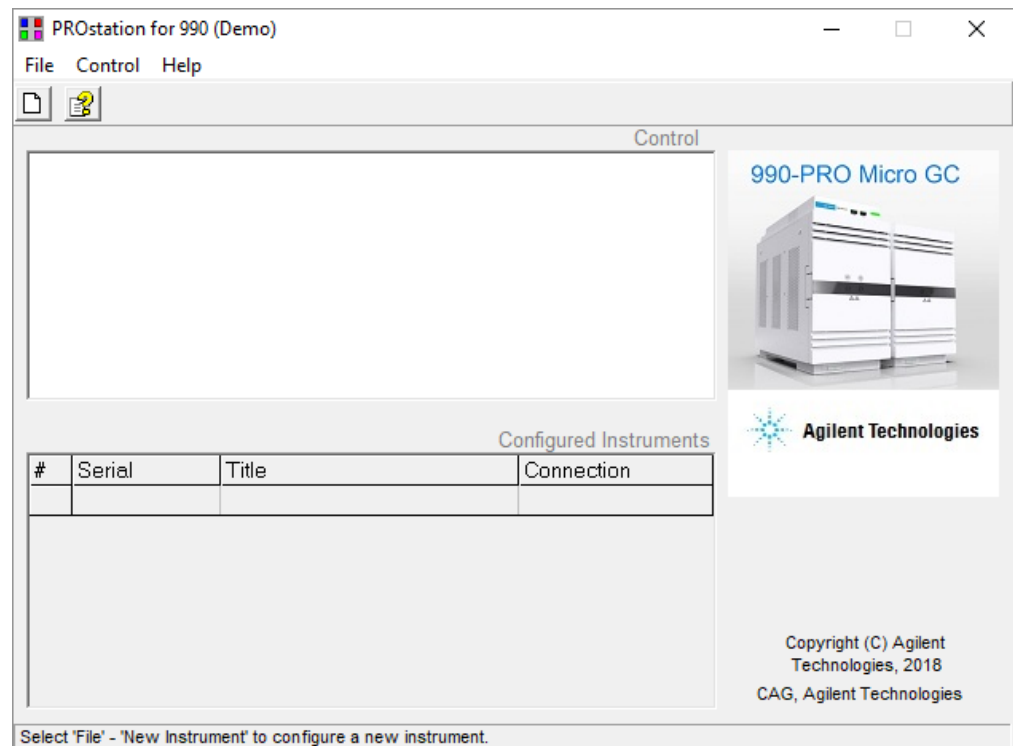 PROstation for 990 (Demo)
File Control Help
Control
990-PRO Micro GC
Agilent Technologies
Configured Instruments
# Serial Title Connection
Copyright (C) Agilent
Technologies, 2018
CAG, Agilent Technologies
Select 'File' - 'New Instrument' to configure a new instrument.